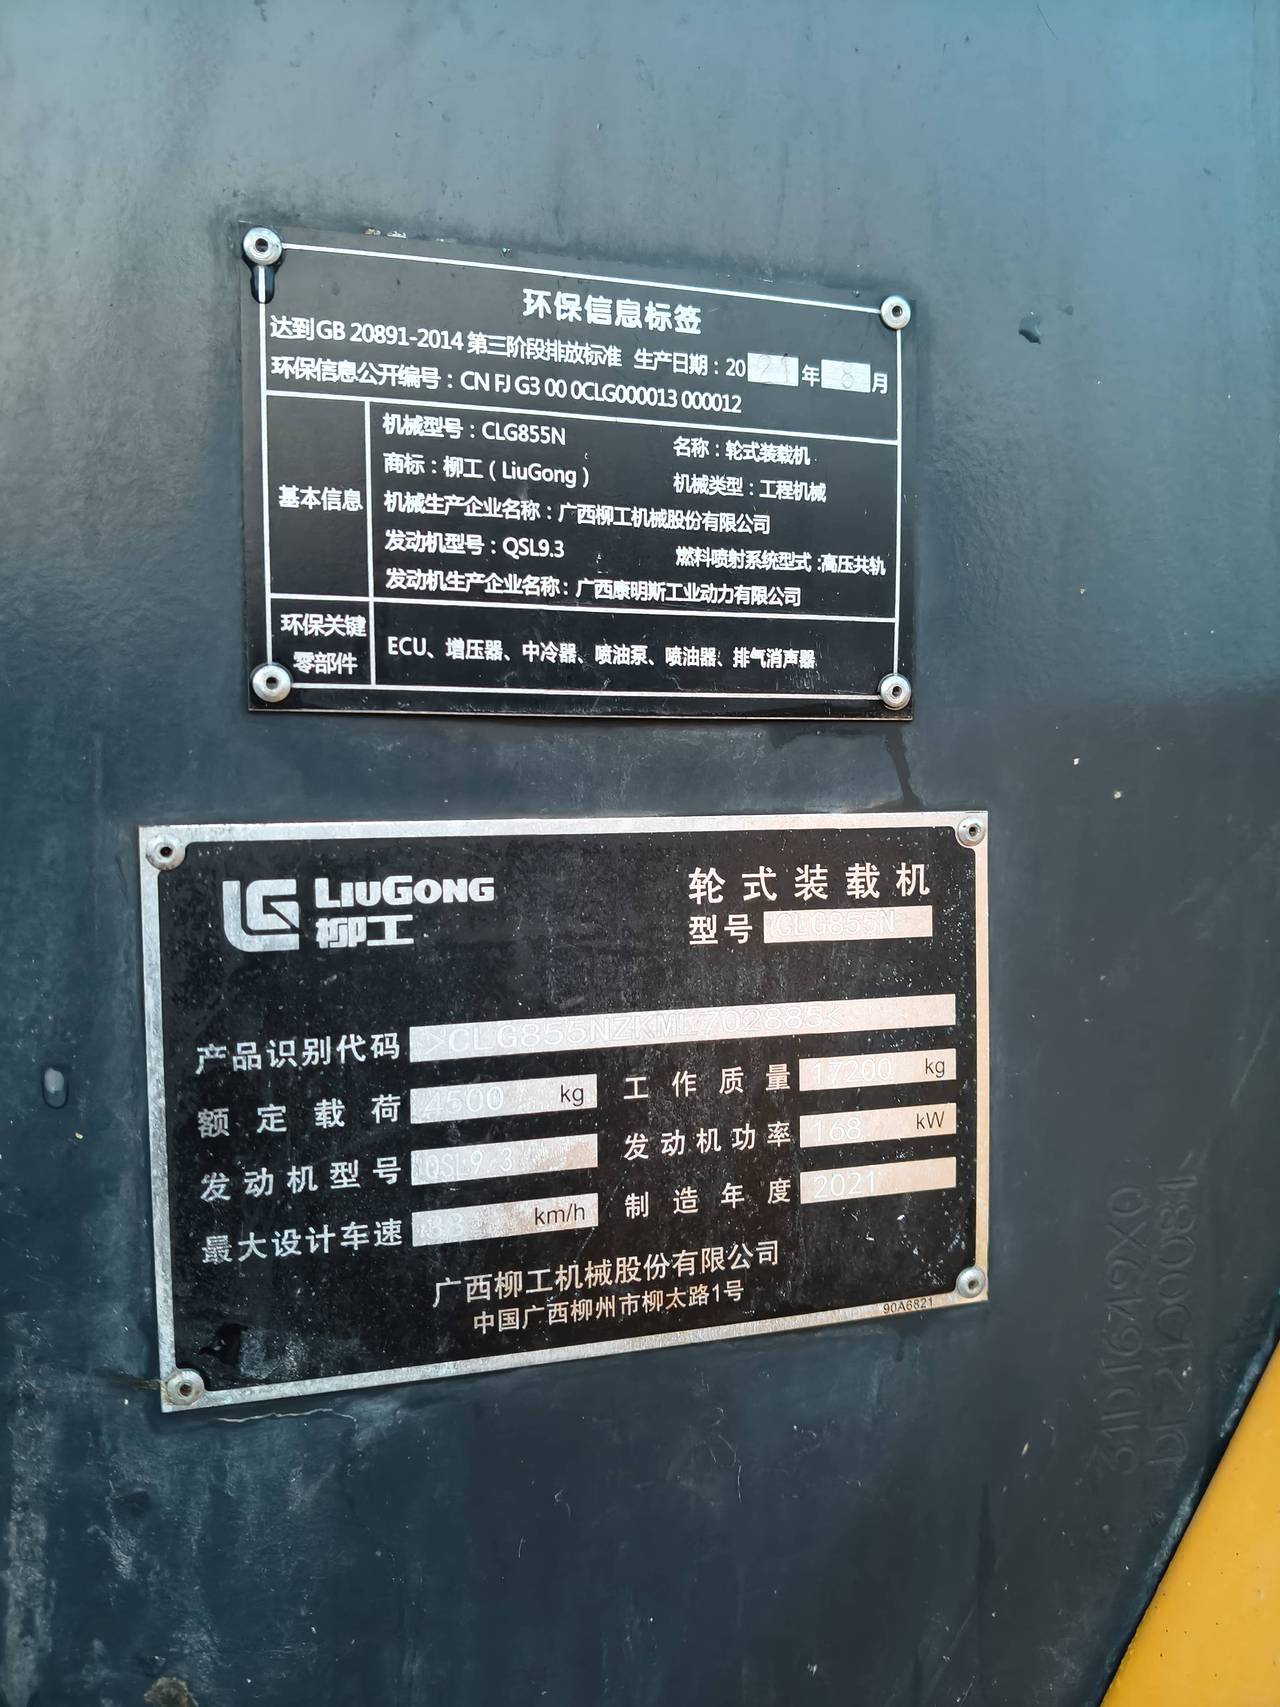 环保信息标签
达到GB 20891-2014 第三阶段排放标准 生产日期：2021年8月
环保信息公开编号：CN FJ G3 00 0CLG000013 000012
基本信息
机械型号：CLG855N 名称：轮式装载机
商标：柳工（LiuGong） 机械类型：工程机械
机械生产企业名称：广西柳工机械股份有限公司
发动机型号：QSL9.3 燃料喷射系统型式：高压共轨
发动机生产企业名称：广西康明斯工业动力有限公司
环保关键
零部件
ECU、增压器、中冷器、喷油泵、喷油器、排气消声器
LG LIUGONG
柳工
轮式装载机
型号 CLG855N
产品识别代码 >CLG855NZKML702885<
额定载荷 4500 kg 工作质量 17200 kg
发动机型号 QSL9.3 发动机功率 168 kW
最大设计车速 38 km/h 制造年度 2021
广西柳工机械股份有限公司
中国广西柳州市柳太路1号
90A6821